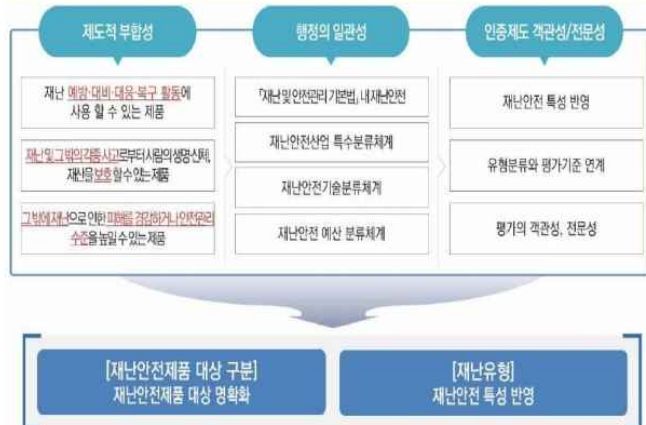 제도적 부합성
재난 예방·대비·대응·복구 활동에
사용 할 수 있는 제품
재난 및 그 밖의 각종 사고로부터 사람의 생명·신체,
재산을 보호 할 수 있는 제품
그 밖에 재난으로 인한 피해를 경감하거나 안전관리
수준을 높일 수 있는 제품
행정의 일관성
「재난 및 안전관리 기본법」 내 재난안전
재난안전산업 특수분류체계
재난안전기술분류체계
재난안전 예산 분류체계
인증제도 객관성/전문성
재난안전 특성 반영
유형분류와 평가기준 연계
평가의 객관성, 전문성
[재난안전제품 대상 구분]
재난안전제품 대상 명확화
[재난유형]
재난안전 특성 반영